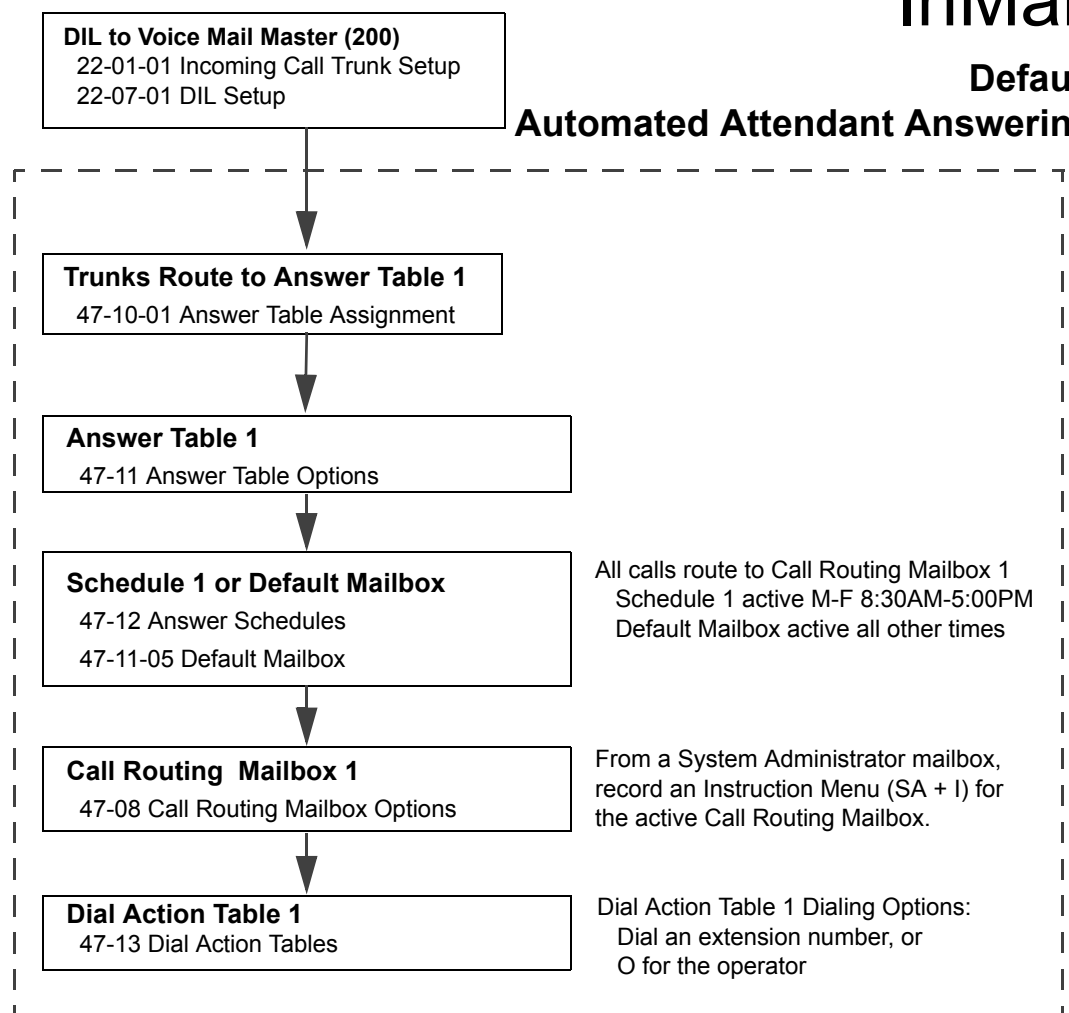 InMai
Defau
Automated Attendant Answerin
DIL to Voice Mail Master (200)
22-01-01 Incoming Call Trunk Setup
22-07-01 DIL Setup
Trunks Route to Answer Table 1
47-10-01 Answer Table Assignment
Answer Table 1
47-11 Answer Table Options
Schedule 1 or Default Mailbox
47-12 Answer Schedules
47-11-05 Default Mailbox
All calls route to Call Routing Mailbox 1
Schedule 1 active M-F 8:30AM-5:00PM
Default Mailbox active all other times
Call Routing Mailbox 1
47-08 Call Routing Mailbox Options
From a System Administrator mailbox,
record an Instruction Menu (SA + I) for
the active Call Routing Mailbox.
Dial Action Table 1
47-13 Dial Action Tables
Dial Action Table 1 Dialing Options:
Dial an extension number, or
O for the operator